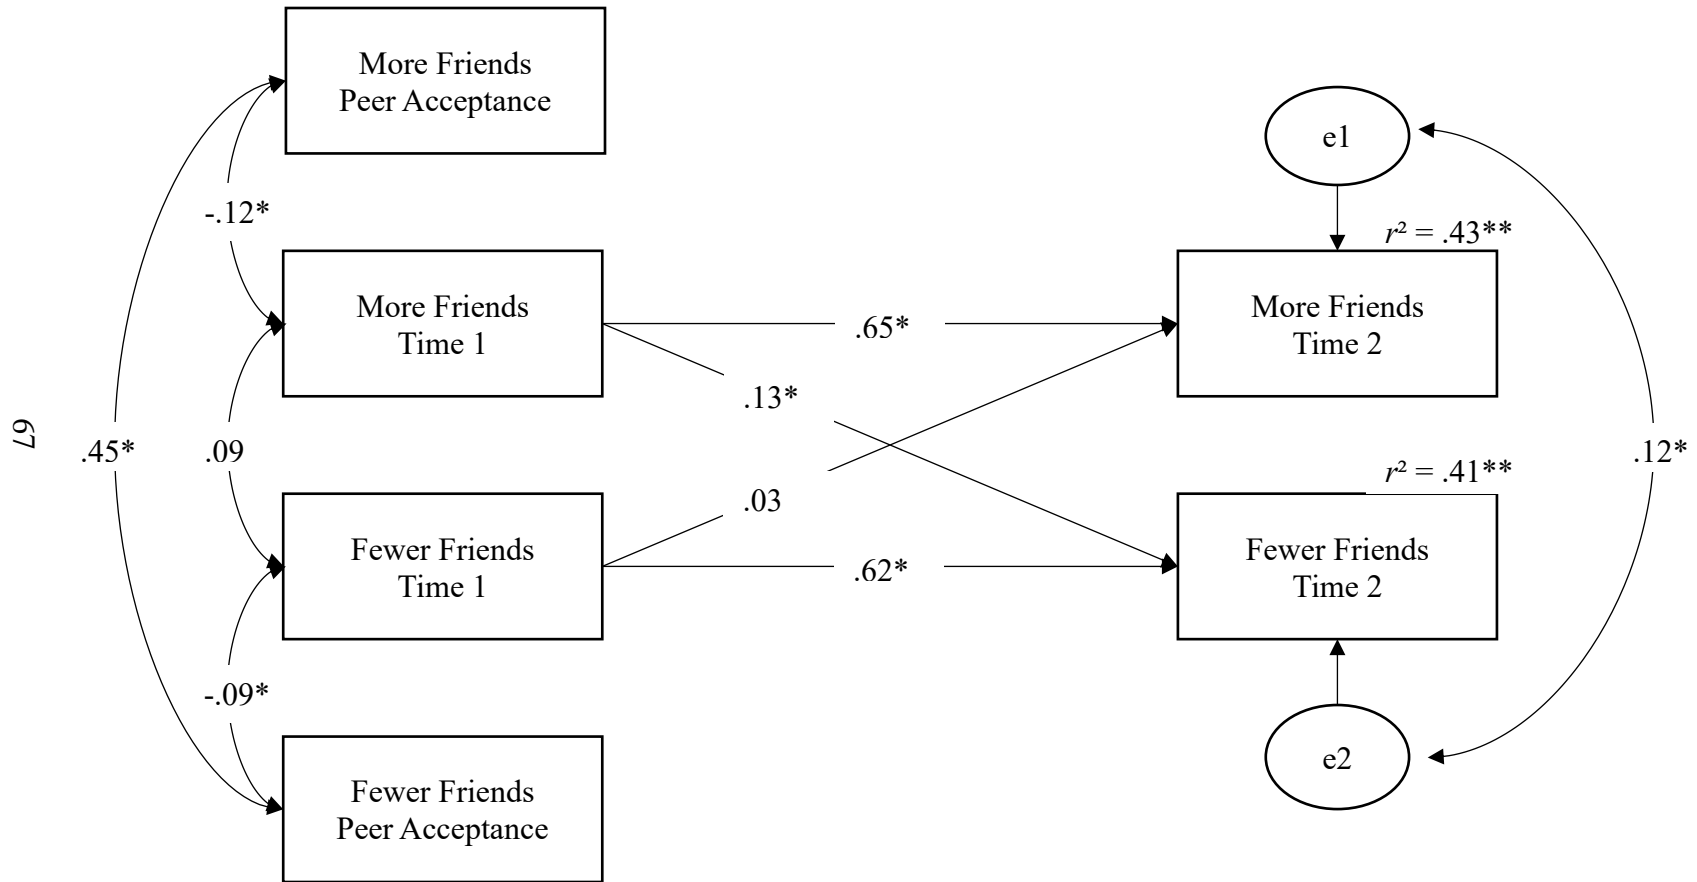 More Friends
Peer Acceptance
e1
-.12*
r² = .43**
More Friends
Time 1
.65*
More Friends
Time 2
.13*
67
.45*
.09
.12*
r² = .41**
.03
Fewer Friends
Time 1
.62*
Fewer Friends
Time 2
-.09*
e2
Fewer Friends
Peer Acceptance